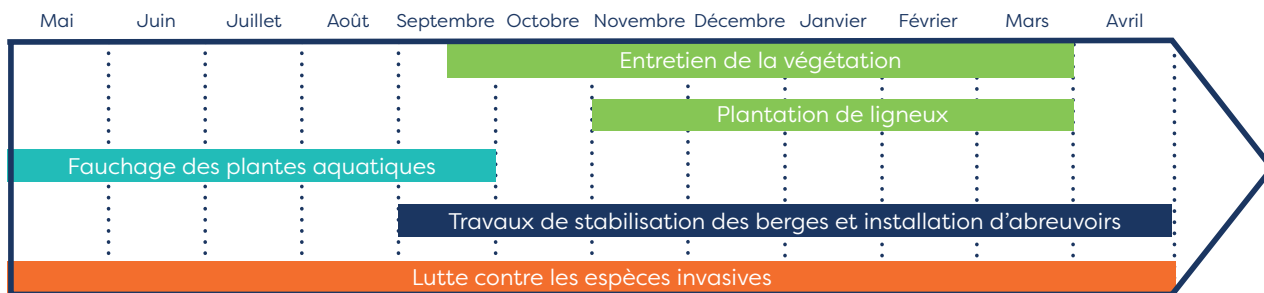 Mai Juin Juillet Août Septembre Octobre Novembre Décembre Janvier Février Mars Avril
Entretien de la végétation
Plantation de ligneux
Fauchage des plantes aquatiques
Travaux de stabilisation des berges et installation d’abreuvoirs
Lutte contre les espèces invasives